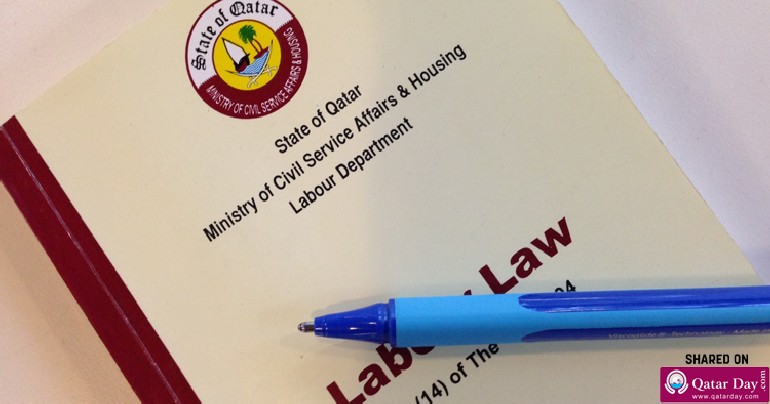 State of Qatar
MINISTRY OF CIVIL SERVICE AFFAIRS & HOUSING
State of Qatar
Ministry of Civil Service Affairs & Housing
Labour Department
Law
(14) of The
SHARED ON
Qatar Day.com
www.qatarday.com